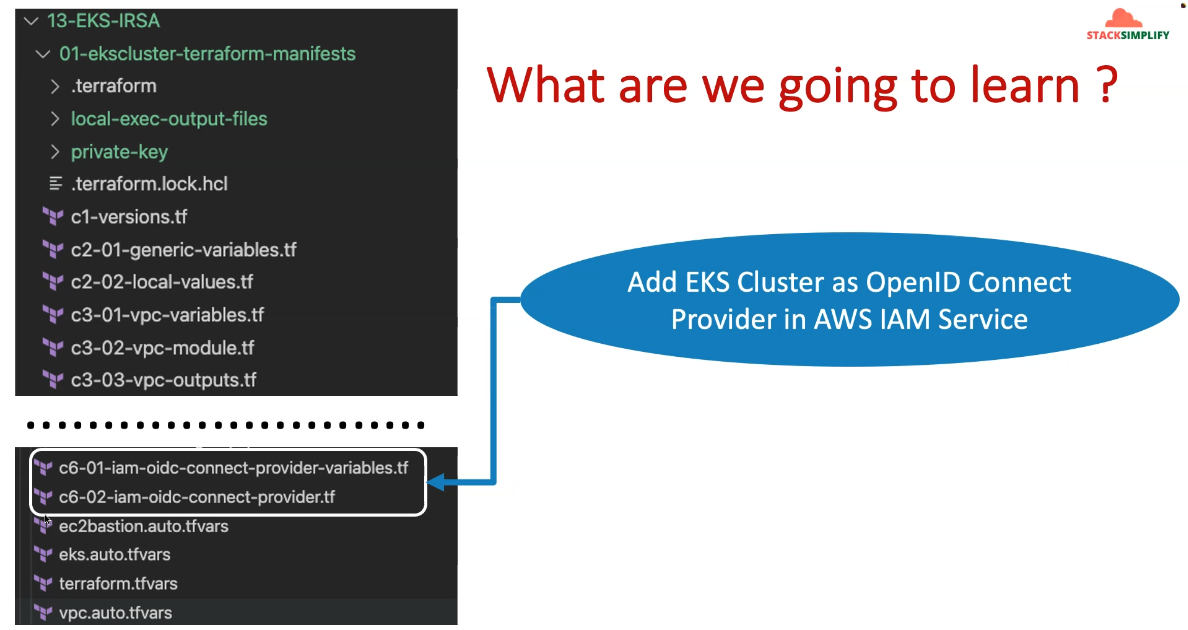 13-EKS-IRSA
01-ekscluster-terraform-manifests
.terraform
local-exec-output-files
private-key
.terraform.lock.hcl
c1-versions.tf
c2-01-generic-variables.tf
c2-02-local-values.tf
c3-01-vpc-variables.tf
c3-02-vpc-module.tf
c3-03-vpc-outputs.tf
c6-01-iam-oidc-connect-provider-variables.tf
c6-02-iam-oidc-connect-provider.tf
ec2bastion.auto.tfvars
eks.auto.tfvars
terraform.tfvars
vpc.auto.tfvars
STACKSIMPLIFY
What are we going to learn ?
Add EKS Cluster as OpenID Connect
Provider in AWS IAM Service